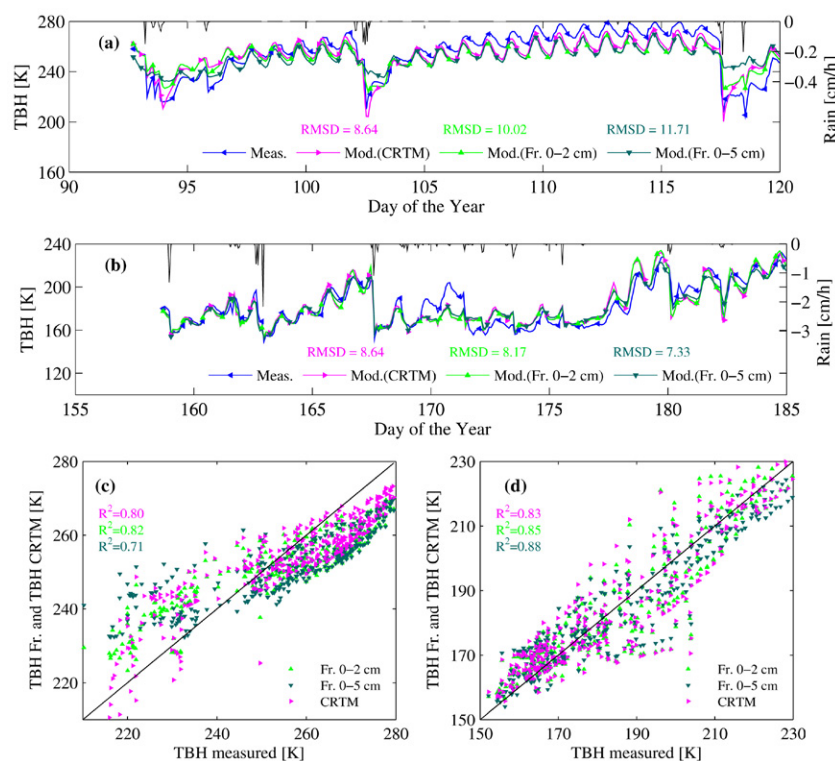 280
260
240
220
200
180
160
TBH [K]
(a)
0
−0.2
−0.4
Rain [cm/h]
RMSD = 8.64
RMSD = 10.02
RMSD = 11.71
Meas.
Mod.(CRTM)
Mod.(Fr. 0−2 cm)
Mod.(Fr. 0−5 cm)
90
95
100
105
110
115
120
Day of the Year
240
200
160
120
100
TBH [K]
(b)
0
−1
−2
−3
Rain [cm/h]
RMSD = 8.64
RMSD = 8.17
RMSD = 7.33
Meas.
Mod.(CRTM)
Mod.(Fr. 0−2 cm)
Mod.(Fr. 0−5 cm)
155
160
165
170
175
180
185
Day of the Year
280
260
240
220
210
TBH Fr. and TBH CRTM [K]
(c)
R²=0.80
R²=0.82
R²=0.71
Fr. 0−2 cm
Fr. 0−5 cm
CRTM
220
240
260
280
TBH measured [K]
230
210
190
170
150
TBH Fr. and TBH CRTM [K]
(d)
R²=0.83
R²=0.85
R²=0.88
Fr. 0−2 cm
Fr. 0−5 cm
CRTM
150
170
190
210
230
TBH measured [K]